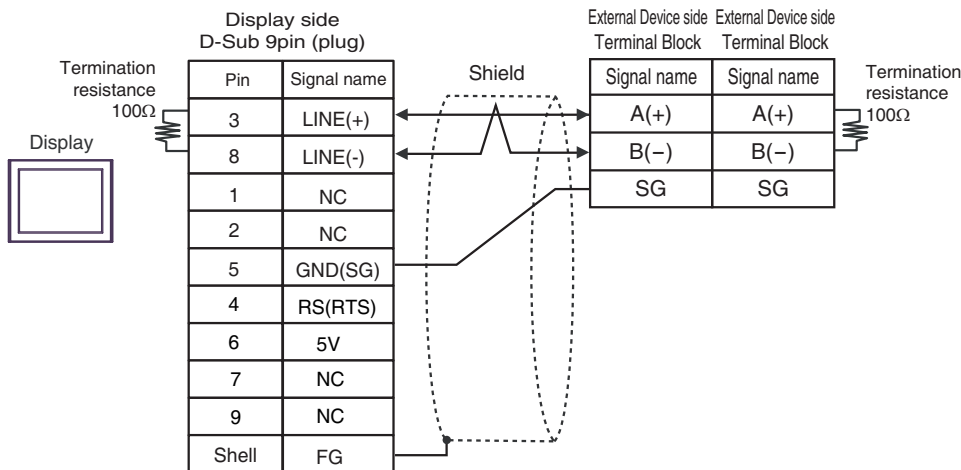 Display side
D-Sub 9pin (plug)
External Device side
Terminal Block
External Device side
Terminal Block
Termination
resistance
100Ω
Display
Pin Signal name
3 LINE(+)
8 LINE(-)
1 NC
2 NC
5 GND(SG)
4 RS(RTS)
6 5V
7 NC
9 NC
Shell FG
Shield
Signal name Signal name
A(+) A(+)
B(−) B(−)
SG SG
Termination
resistance
100Ω